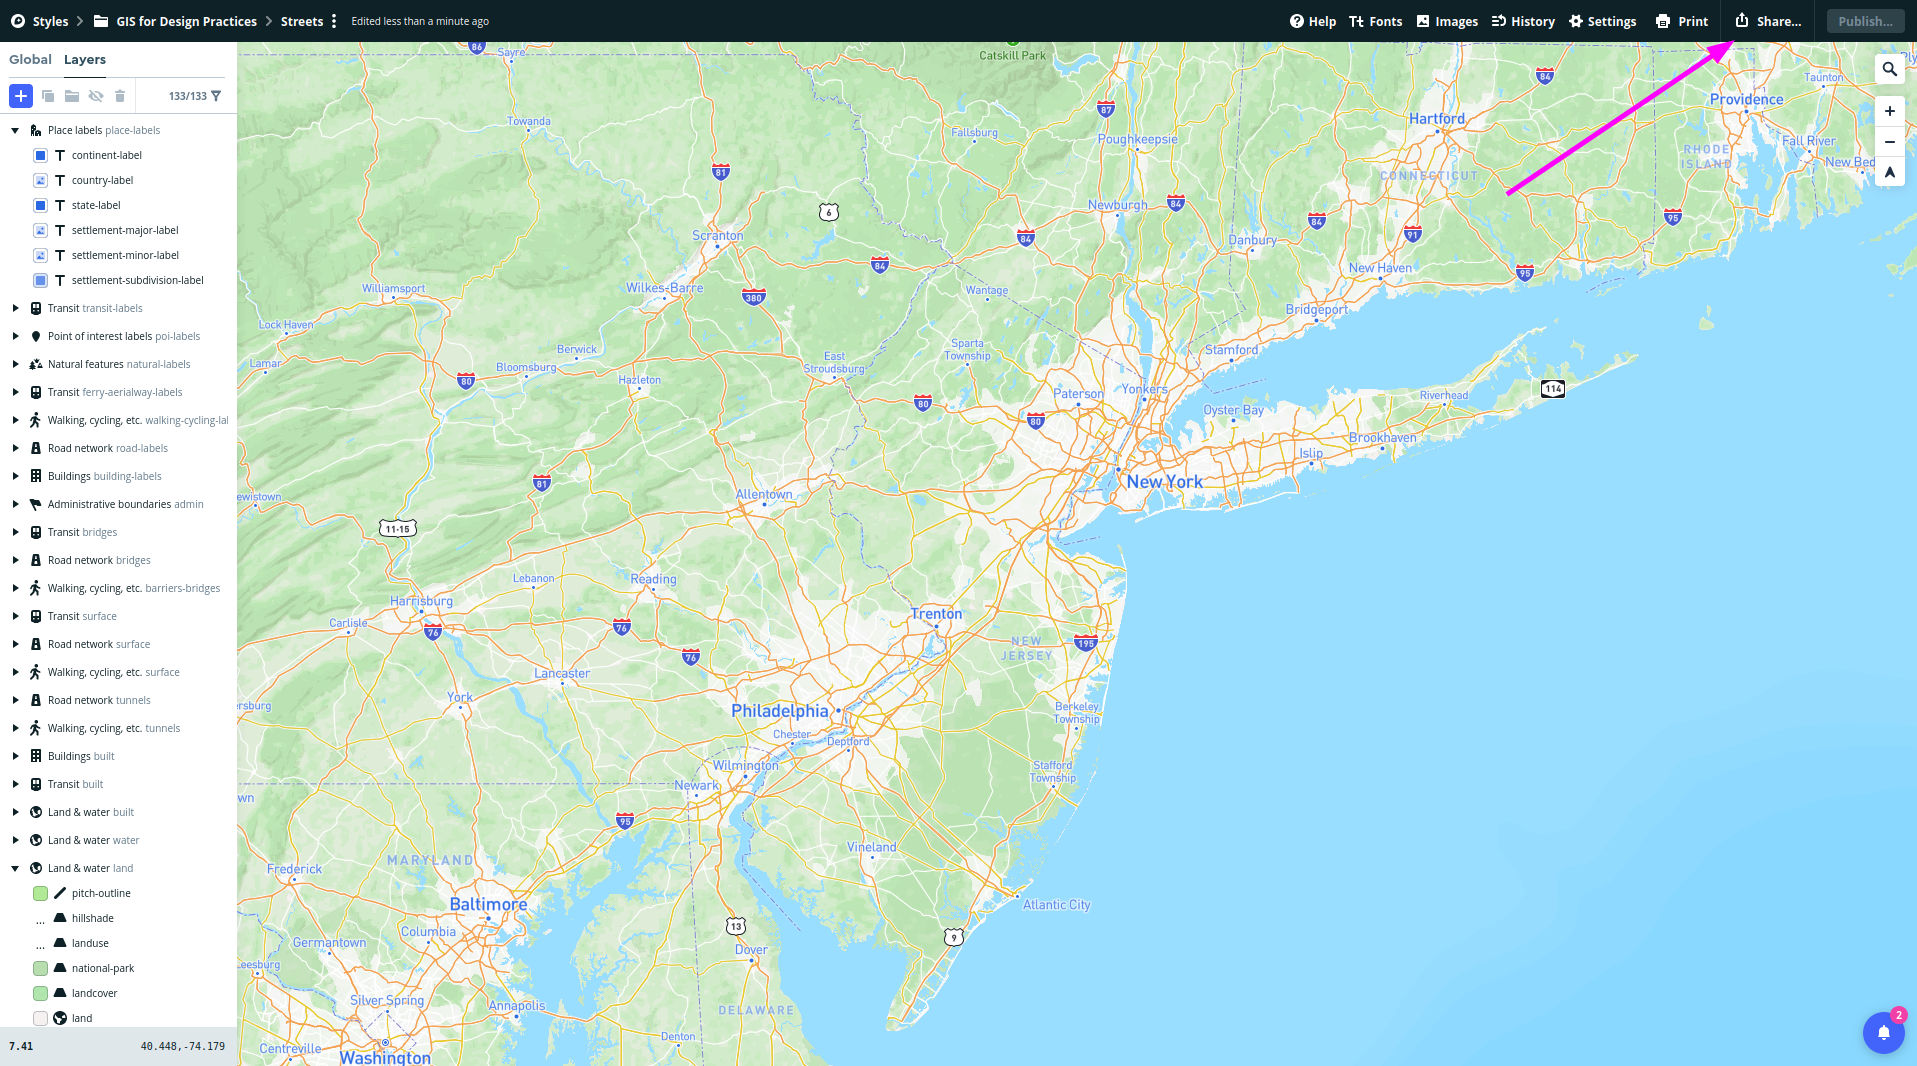 Styles GIS for Design Practices Streets Edited less than a minute ago Help Fonts Images History Settings Print Share... Publish...
Global Layers
133/133
Place labels place-labels
continent-label
country-label
state-label
settlement-major-label
settlement-minor-label
settlement-subdivision-label
Transit transit-labels
Point of interest labels poi-labels
Natural features natural-labels
Transit ferry-aerialway-labels
Walking, cycling, etc. walking-cycling-lal
Road network road-labels
Buildings building-labels
Administrative boundaries admin
Transit bridges
Road network bridges
Walking, cycling, etc. barriers-bridges
Transit surface
Road network surface
Walking, cycling, etc. surface
Road network tunnels
Walking, cycling, etc. tunnels
Buildings built
Transit built
Land & water built
Land & water water
Land & water land
pitch-outline
... hillshade
... landuse
national-park
landcover
land
7.41 40.448,-74.179
86
Sayre
Catskill Park
84
Taunton
Ply
Providence
87
Towanda
Fallsburg
Poughkeepsie
Hartford
Fall River
RHODE
ISLAND
New Bed
81
CONNECTICUT
6
Newburgh
84
84
95
Scranton
84
Danbury
91
84
New Haven
95
Williamsport
Wilkes-Barre
380
Wantage
Bridgeport
Lock Haven
Sparta
Township
Stamford
Lamar
Berwick
Bloomsburg
East
Stroudsburg
80
Hazleton
80
Paterson
Yonkers
114
Riverhead
80
Oyster Bay
Brookhaven
Islip
New York
81
Allentown
ewistown
11-15
Lebanon
Reading
Harrisburg
Trenton
Carlisle
76
76
76
NEW
JERSEY
195
Lancaster
York
ersburg
Philadelphia
Berkeley
Township
Chester
Deptford
Wilmington
Stafford
Township
Newark
wn
95
Vineland
MARYLAND
Frederick
Baltimore
Atlantic City
13
9
Columbia
Germantown
Dover
Leesburg
Silver Spring
Annapolis
DELAWARE
Denton
Centreville
Washington
2